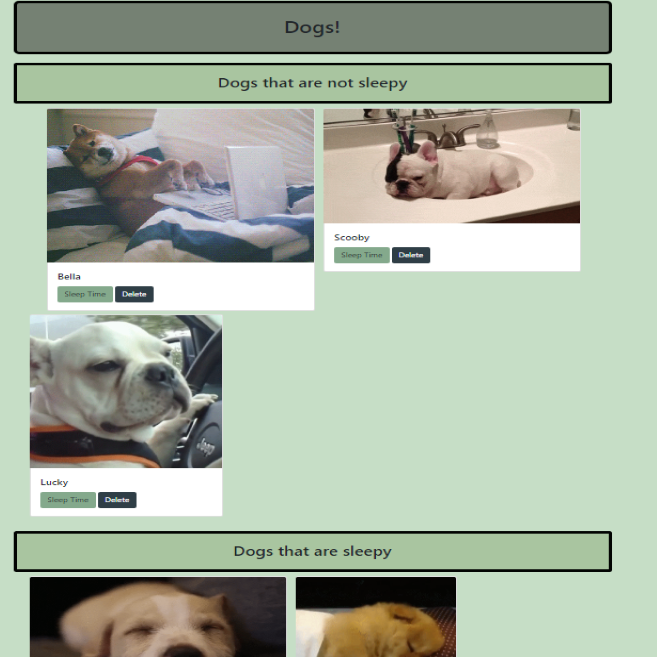 Dogs!
Dogs that are not sleepy
Bella
Sleep Time Delete
Scooby
Sleep Time Delete
Jeep
Lucky
Sleep Time Delete
Dogs that are sleepy